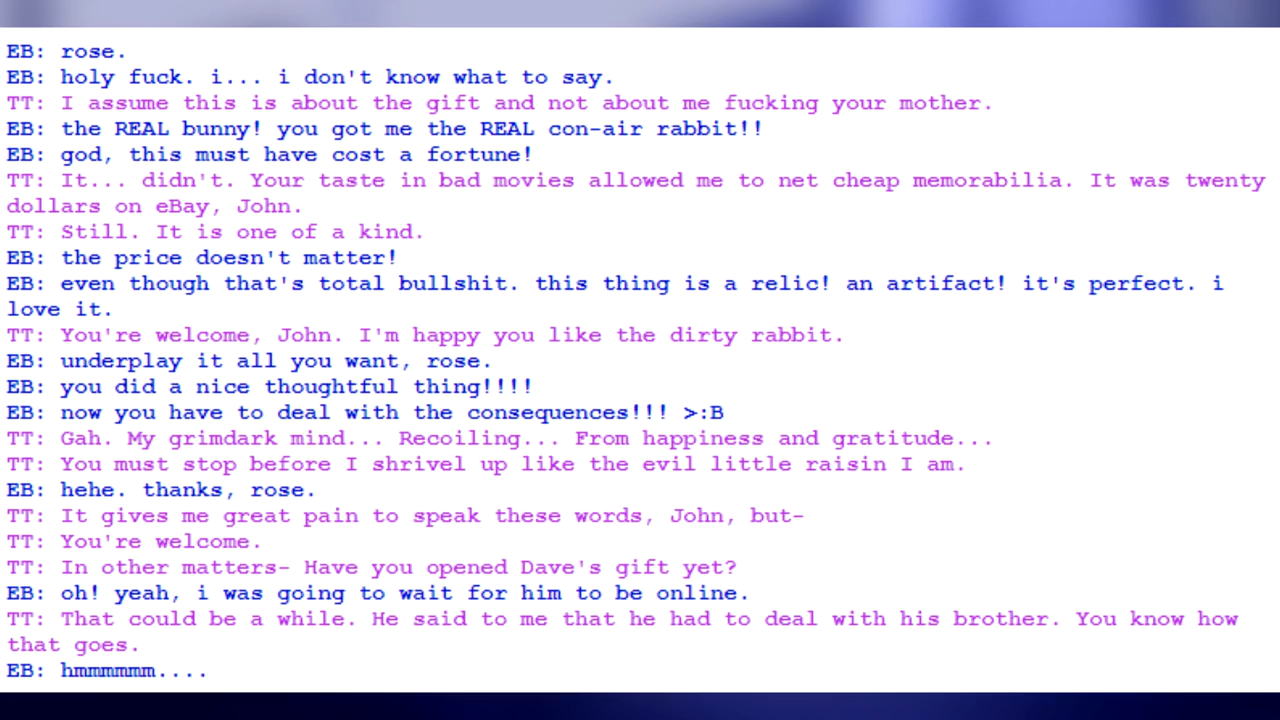 EB: rose.
EB: holy fuck. i... i don't know what to say.
TT: I assume this is about the gift and not about me fucking your mother.
EB: the REAL bunny! you got me the REAL con-air rabbit!!
EB: god, this must have cost a fortune!
TT: It... didn't. Your taste in bad movies allowed me to net cheap memorabilia. It was twenty
dollars on eBay, John.
TT: Still. It is one of a kind.
EB: the price doesn't matter!
EB: even though that's total bullshit. this thing is a relic! an artifact! it's perfect. i
love it.
TT: You're welcome, John. I'm happy you like the dirty rabbit.
EB: underplay it all you want, rose.
EB: you did a nice thoughtful thing!!!!
EB: now you have to deal with the consequences!!! >:B
TT: Gah. My grimdark mind... Recoiling... From happiness and gratitude...
TT: You must stop before I shrivel up like the evil little raisin I am.
EB: hehe. thanks, rose.
TT: It gives me great pain to speak these words, John, but-
TT: You're welcome.
TT: In other matters- Have you opened Dave's gift yet?
EB: oh! yeah, i was going to wait for him to be online.
TT: That could be a while. He said to me that he had to deal with his brother. You know how
that goes.
EB: hmmmmmm....